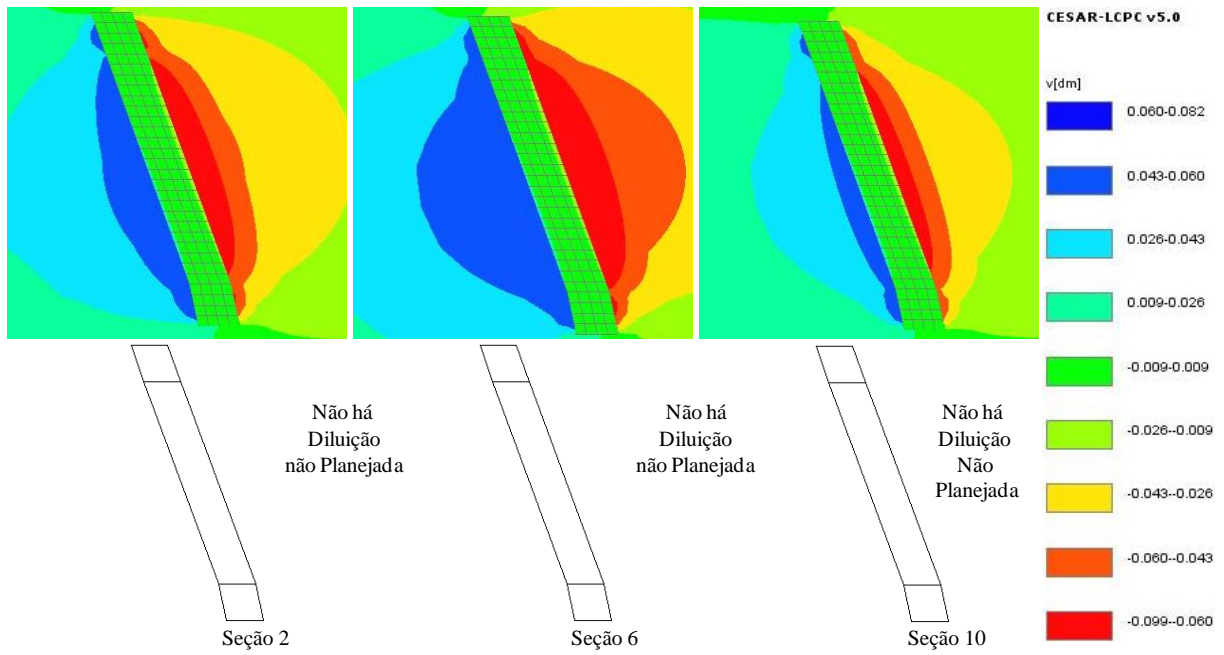 CESAR-LCPC v5.0
v[dm]
0.060-0.082
0.043-0.060
0.026-0.043
0.009-0.026
-0.009-0.009
-0.026--0.009
-0.043--0.026
-0.060--0.043
-0.099--0.060
Não há
Diluição
não Planejada
Seção 2
Não há
Diluição
não Planejada
Seção 6
Não há
Diluição
Não
Planejada
Seção 10